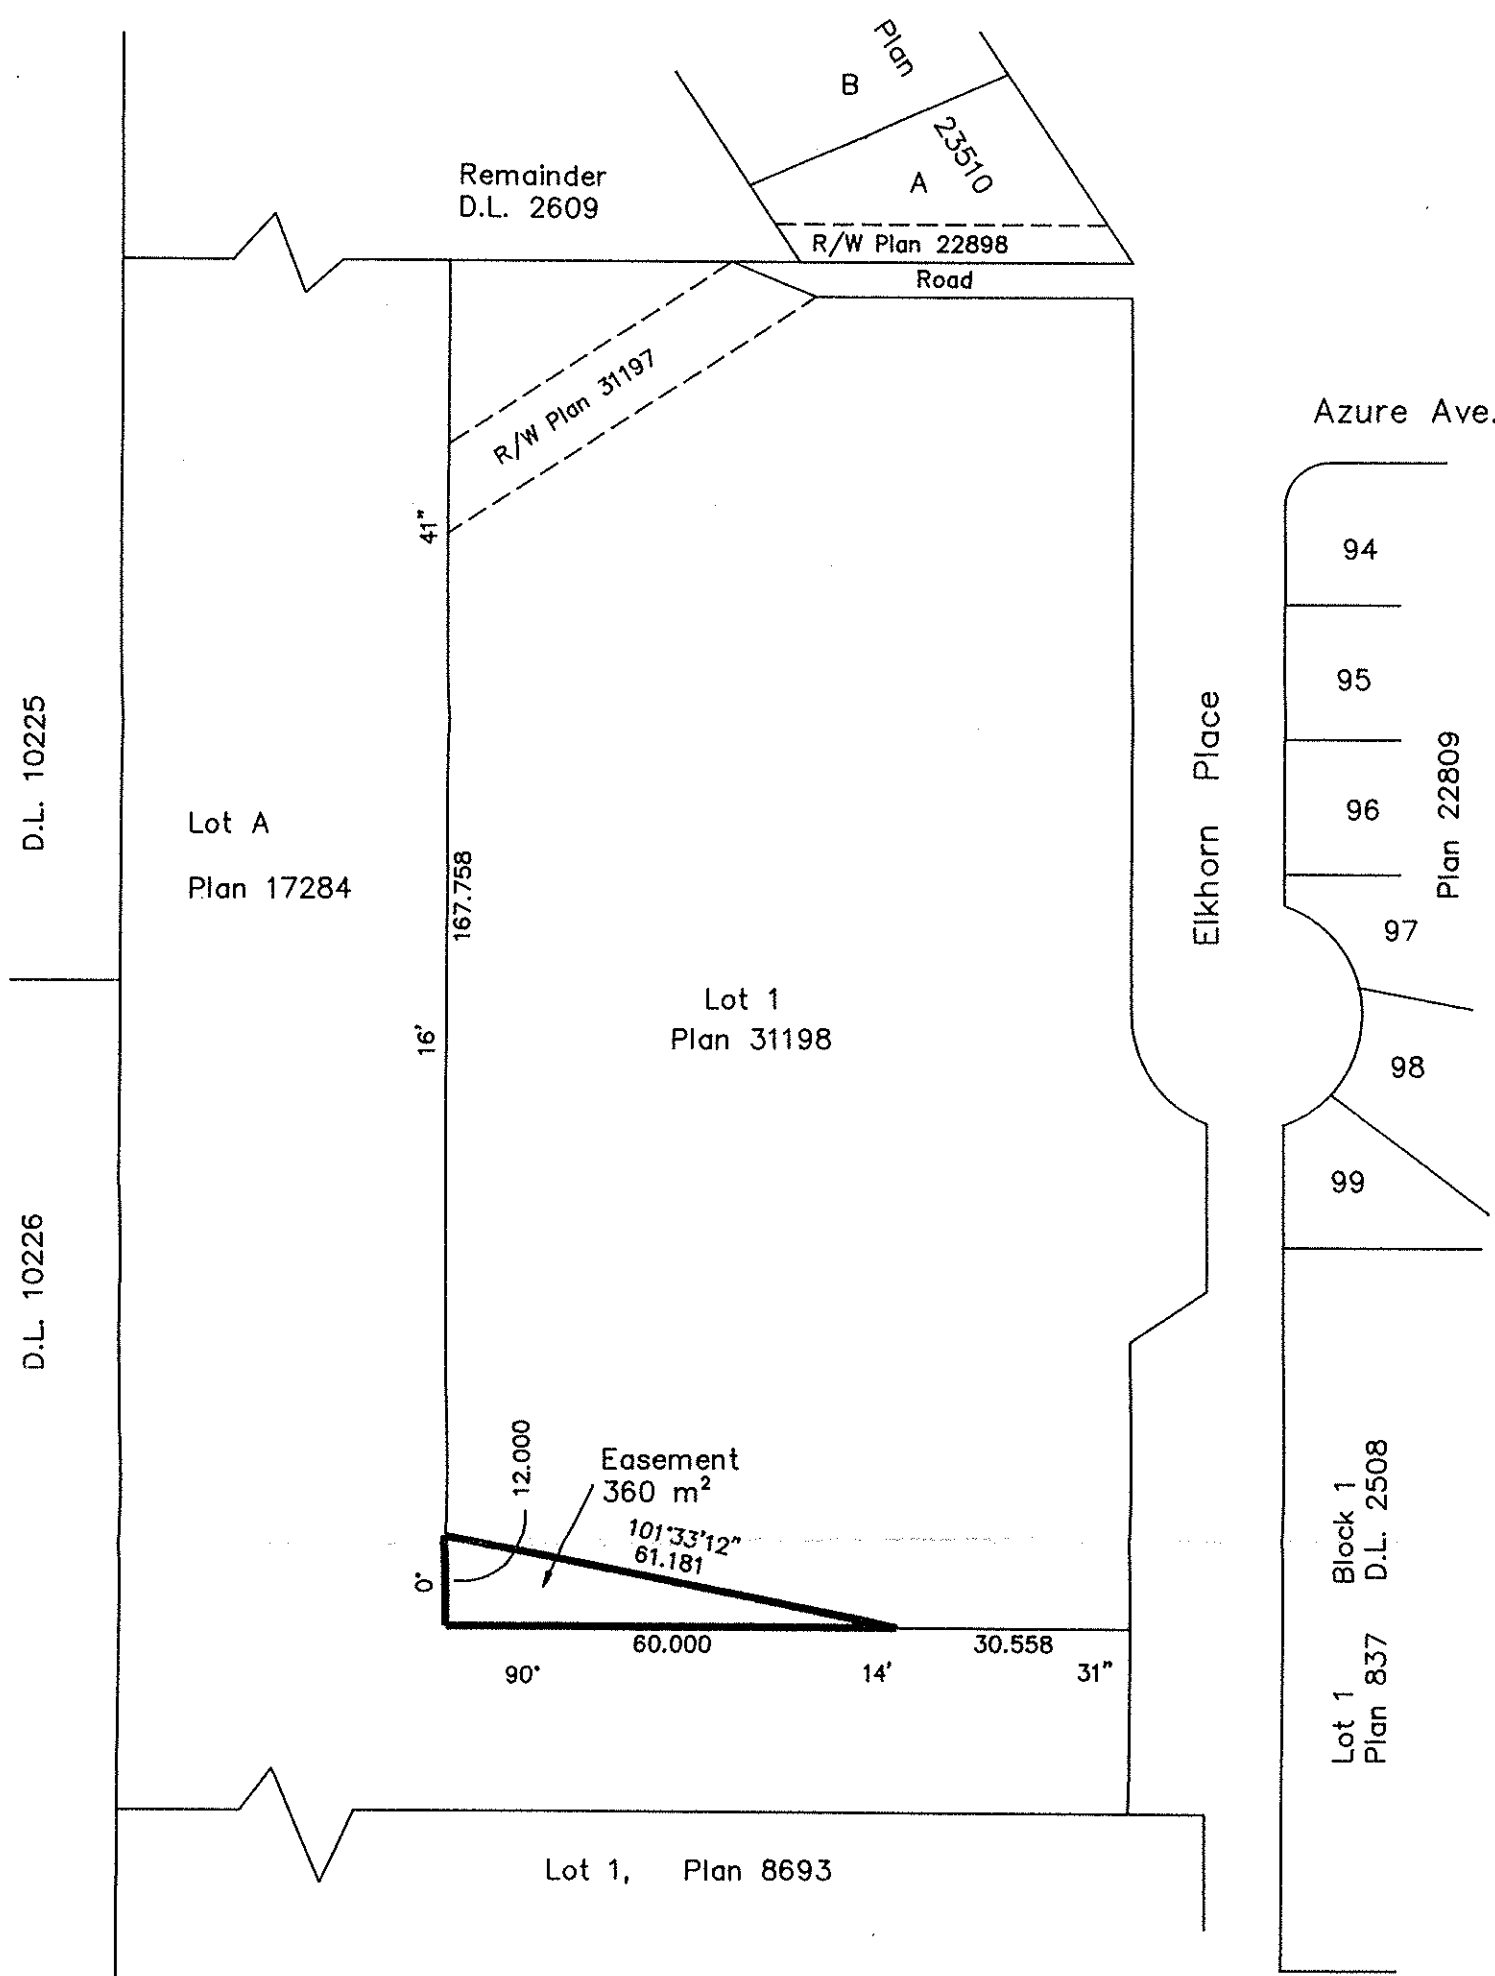 Plan
B
23510
A
Remainder
D.L. 2609
R/W Plan 22898
Road
R/W Plan 31197
Azure Ave.
41"
94
95
96
97
98
99
Plan 22809
Elkhorn Place
D.L. 10225
Lot A
Plan 17284
167.758
16'
Lot 1
Plan 31198
D.L. 10226
12.000
Easement
360 m²
101°33'12"
61.181
0°
60.000
30.558
90°
14'
31"
Lot 1 Block 1
Plan 837 D.L. 2508
Lot 1, Plan 8693